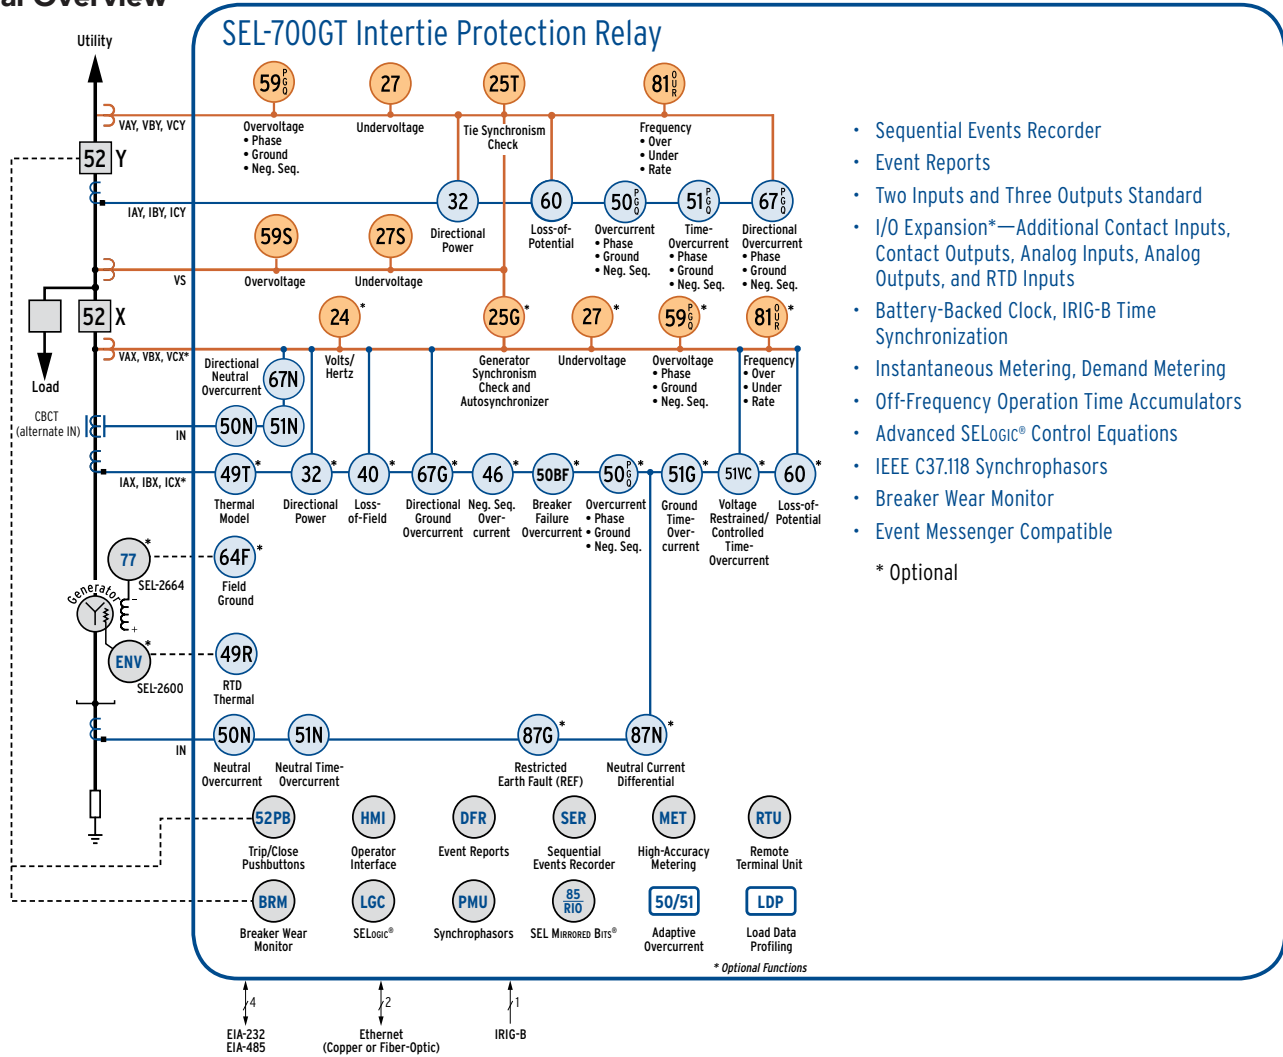 al Overview
SEL-700GT Intertie Protection Relay
Utility
59 P G Q
27
25T
81 O U R
VAY, VBY, VCY
Overvoltage
• Phase
• Ground
• Neg. Seq.
Undervoltage
Tie Synchronism
Check
Frequency
• Over
• Under
• Rate
52 Y
IAY, IBY, ICY
32
60
50 P G Q
51 P G Q
67 P G Q
Directional
Power
Loss-of-
Potential
Overcurrent
• Phase
• Ground
• Neg. Seq.
Time-
Overcurrent
• Phase
• Ground
• Neg. Seq.
Directional
Overcurrent
• Phase
• Ground
• Neg. Seq.
59S
27S
VS
Overvoltage
Undervoltage
52 X
Load
24 *
25G *
27 *
59 P G Q *
81 O U R *
VAX, VBX, VCX*
Volts/
Hertz
Generator
Synchronism
Check and
Autosynchronizer
Undervoltage
Overvoltage
• Phase
• Ground
• Neg. Seq.
Frequency
• Over
• Under
• Rate
Directional
Neutral
Overcurrent
67N
CBCT
(alternate IN)
IN
50N
51N
IAX, IBX, ICX*
49T *
32 *
40 *
67G *
46 *
50BF *
50 P G Q *
51G *
51VC *
60 *
Thermal
Model
Directional
Power
Loss-
of-Field
Directional
Ground
Overcurrent
Neg. Seq.
Over-
current
Breaker
Failure
Overcurrent
Overcurrent
• Phase
• Ground
• Neg. Seq.
Ground
Time-
Over-
current
Voltage
Restrained/
Controlled
Time-
Overcurrent
Loss-of-
Potential
77 *
SEL-2664
64F *
Field
Ground
Generator
- 
+
ENV *
SEL-2600
49R
RTD
Thermal
IN
50N
51N
87G *
87N *
Neutral
Overcurrent
Neutral Time-
Overcurrent
Restricted
Earth Fault (REF)
Neutral Current
Differential
52PB
HMI
DFR
SER
MET
RTU
Trip/Close
Pushbuttons
Operator
Interface
Event Reports
Sequential
Events Recorder
High-Accuracy
Metering
Remote
Terminal Unit
BRM
LGC
PMU
85
RIO
50/51
LDP
Breaker Wear
Monitor
SELOGIC®
Synchrophasors
SEL MIRRORED BITS®
Adaptive
Overcurrent
Load Data
Profiling
* Optional Functions
4
2
1
EIA-232
EIA-485
Ethernet
(Copper or Fiber-Optic)
IRIG-B
• Sequential Events Recorder
• Event Reports
• Two Inputs and Three Outputs Standard
• I/O Expansion*—Additional Contact Inputs,
Contact Outputs, Analog Inputs, Analog
Outputs, and RTD Inputs
• Battery-Backed Clock, IRIG-B Time
Synchronization
• Instantaneous Metering, Demand Metering
• Off-Frequency Operation Time Accumulators
• Advanced SELOGIC® Control Equations
• IEEE C37.118 Synchrophasors
• Breaker Wear Monitor
• Event Messenger Compatible
* Optional